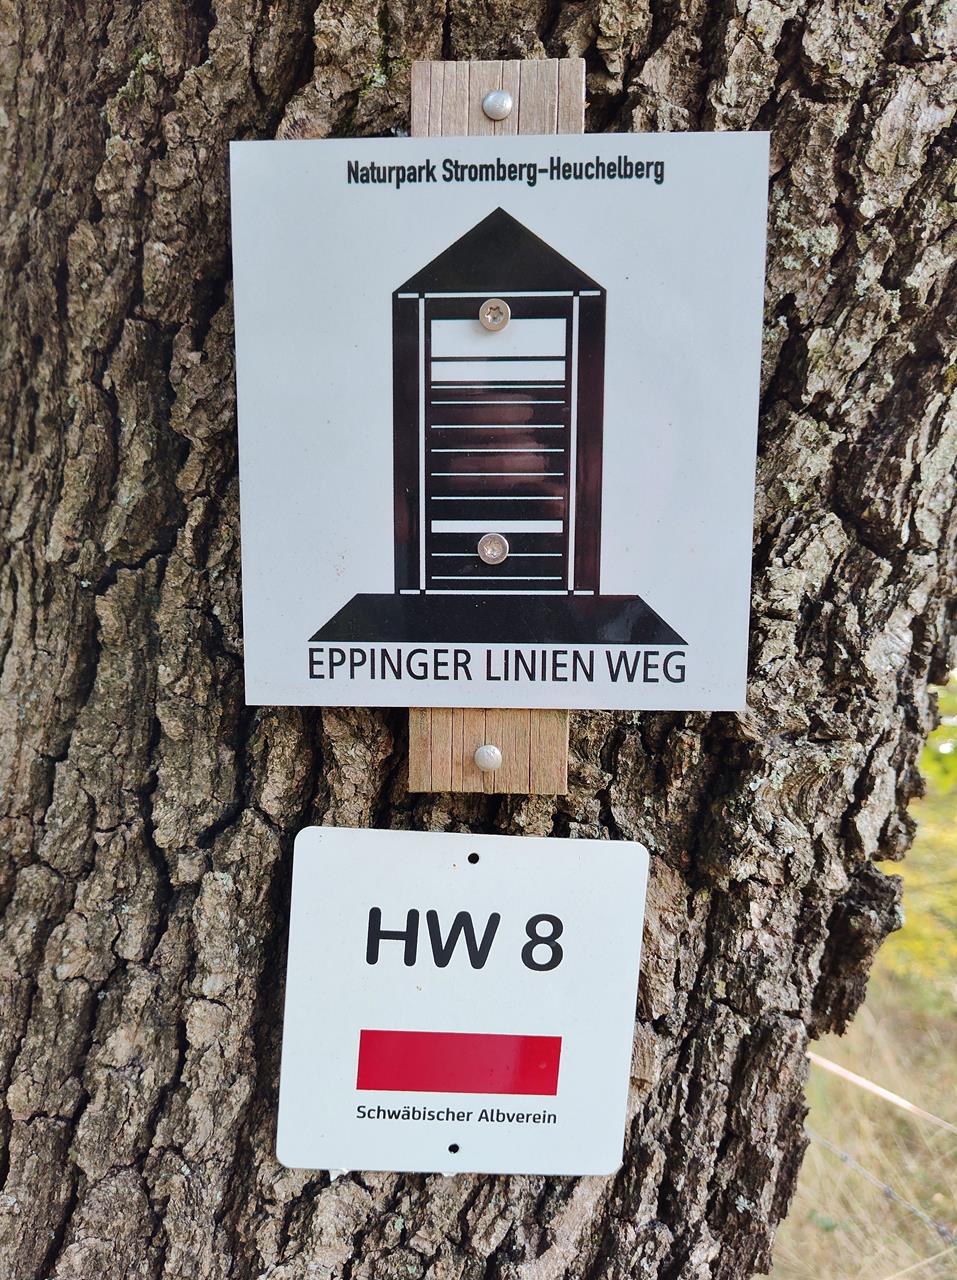 Naturpark Stromberg-Heuchelberg
EPPINGER LINIEN WEG
HW 8
Schwäbischer Albverein